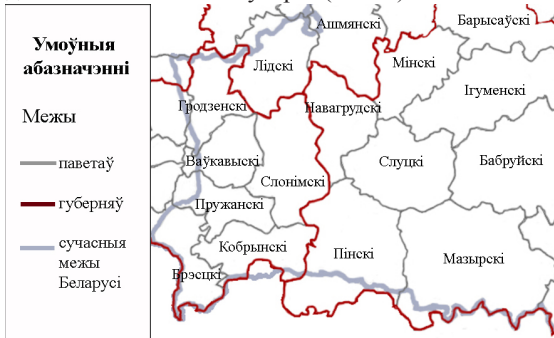 Умоўныя
абазначэнні
Межы
паветаў
губерняў
сучасныя
межы
Беларусі
Ашмянскі
Барысаўскі
Лідскі
Мінскі
Ігуменскі
Гродзенскі
Навагрудскі
Ваўкавыскі
Слонімскі
Слуцкі
Бабруйскі
Пружанскі
Кобрынскі
Пінскі
Мазырскі
Брэсцкі